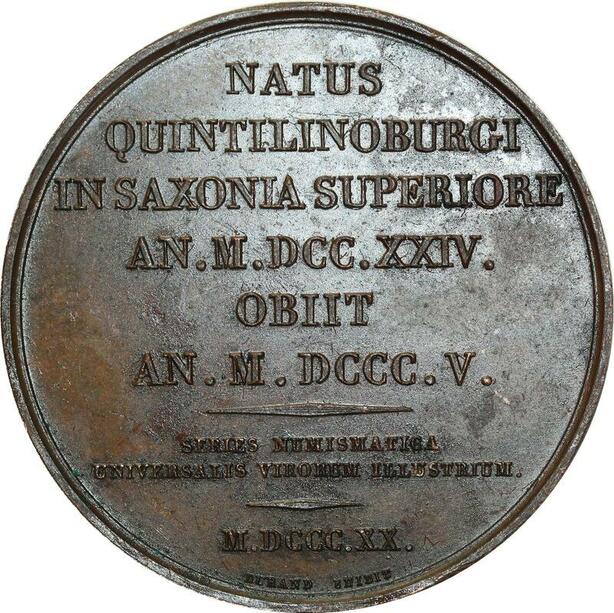 NATUS
QUINTILINOBURGI
IN SAXONIA SUPERIORE
AN. M. DCC. XXIV.
OBIIT
AN. M. DCCC. V.
SERIES NUMISMATICA
UNIVERSALIS VIRORUM ILLUSTRIUM.
M. DCCC. XX.
DURAND EDIDIT